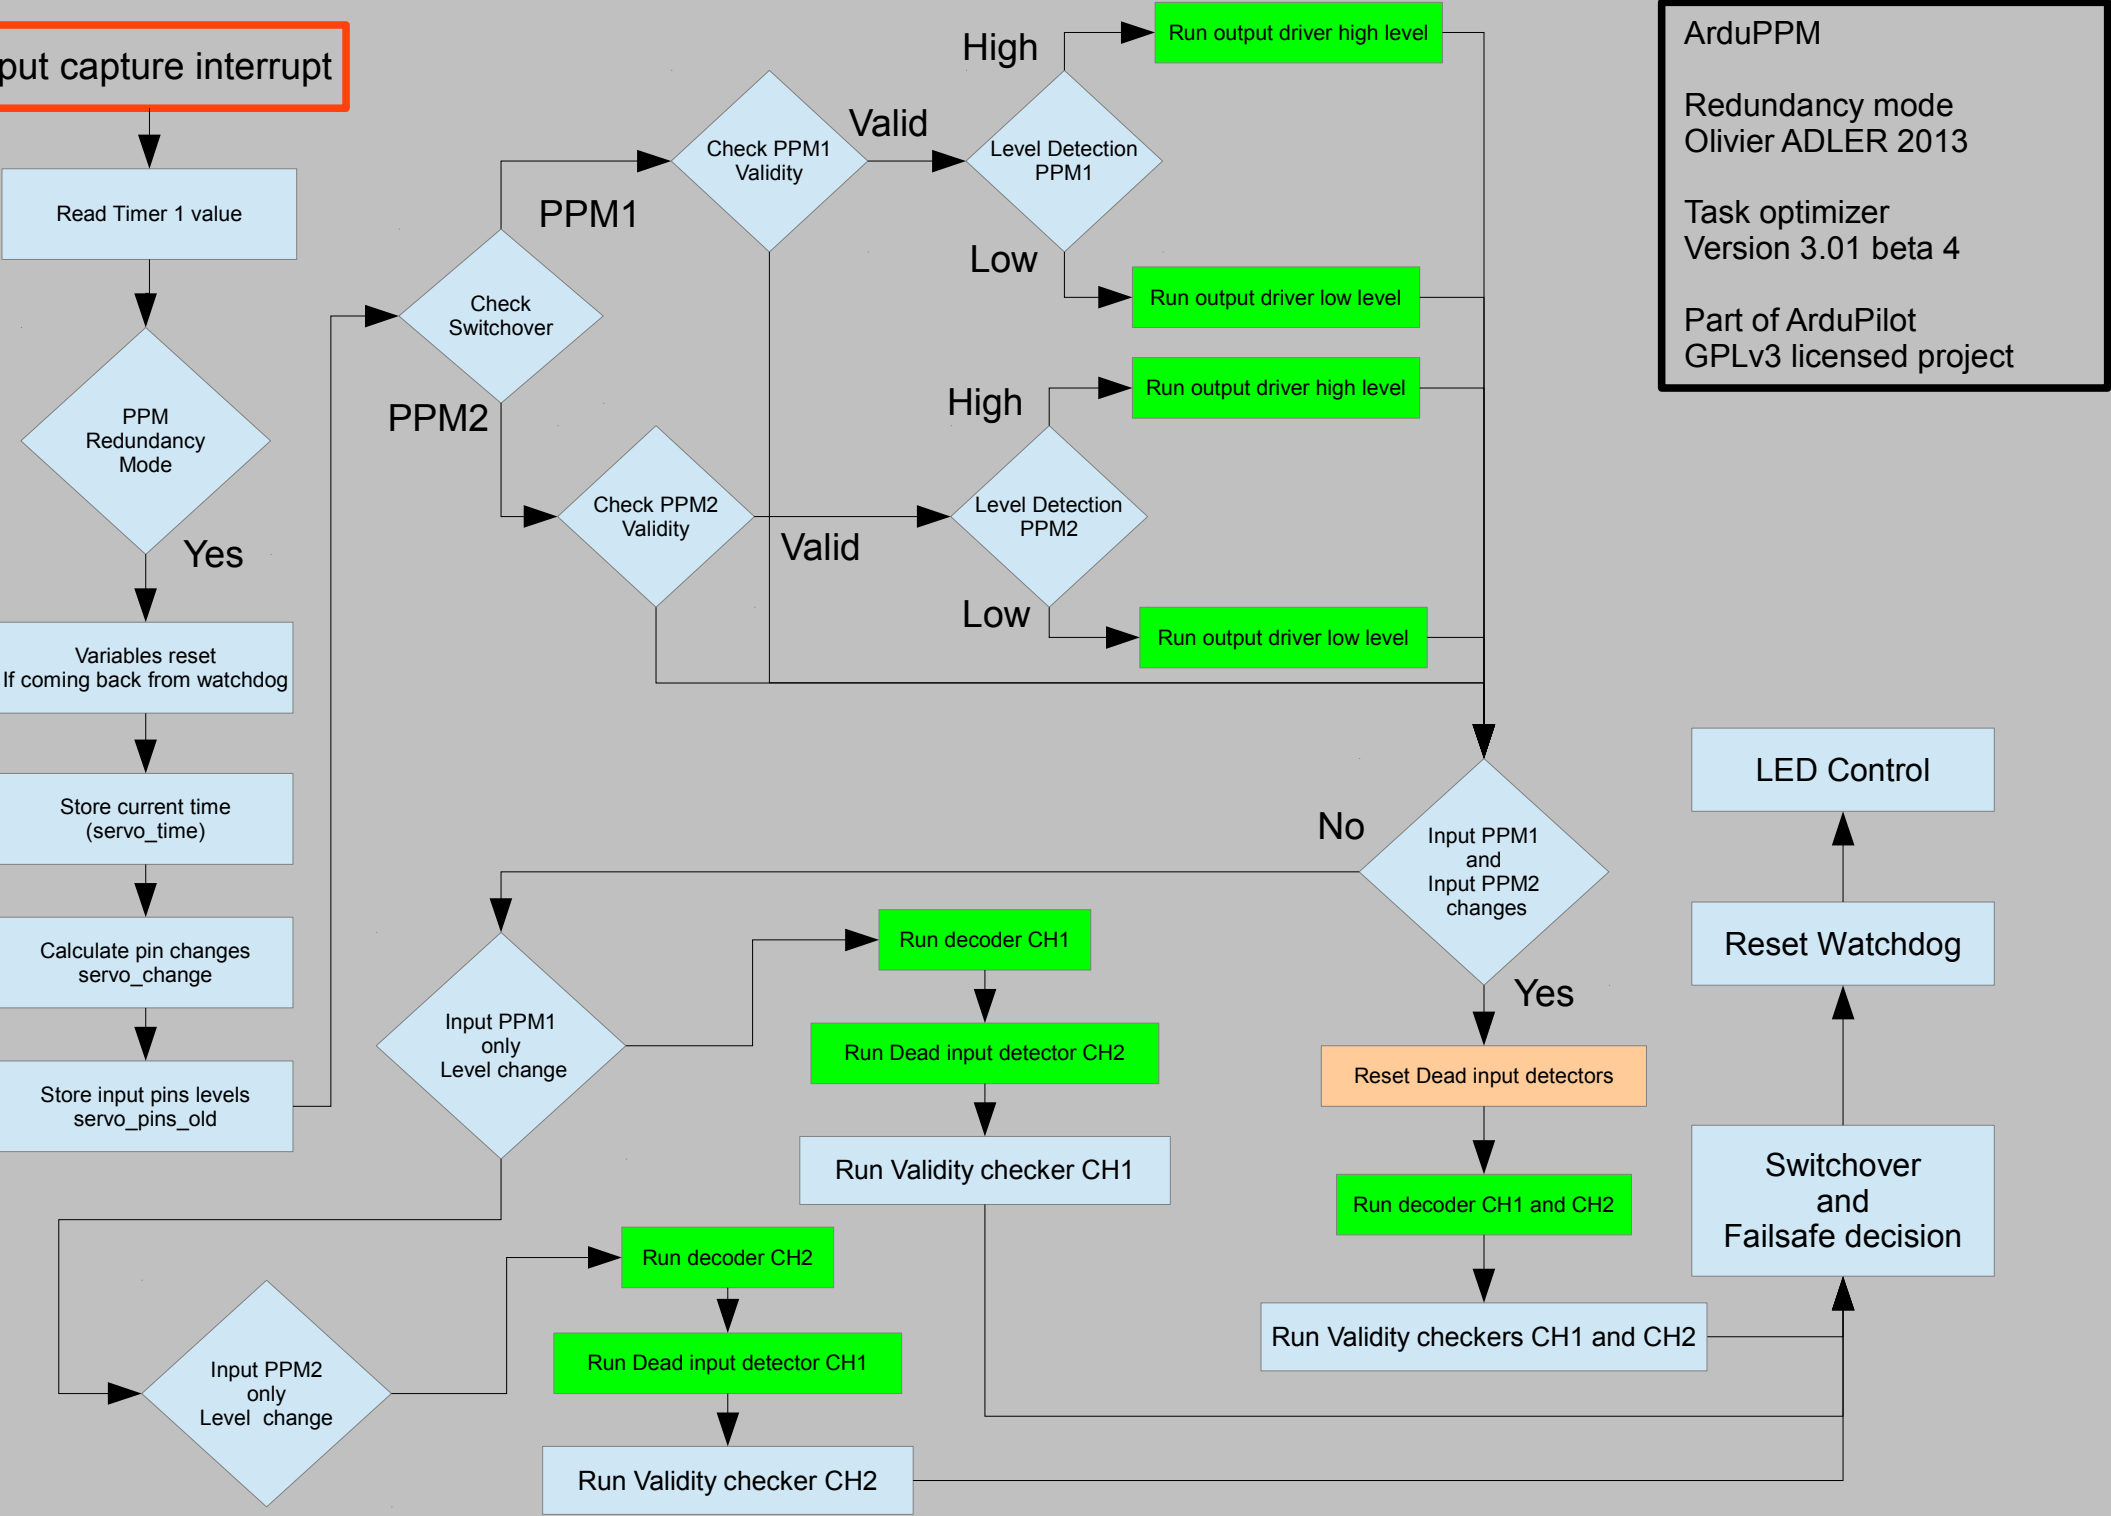 put capture interrupt
Read Timer 1 value
PPM
Redundancy
Mode
Yes
Variables reset
If coming back from watchdog
Store current time
(servo_time)
Calculate pin changes
servo_change
Store input pins levels
servo_pins_old
Check
Switchover
PPM1
PPM2
Check PPM1
Validity
Valid
Level Detection
PPM1
High
Run output driver high level
Low
Run output driver low level
Check PPM2
Validity
Valid
Level Detection
PPM2
High
Run output driver high level
Low
Run output driver low level
ArduPPM
Redundancy mode
Olivier ADLER 2013
Task optimizer
Version 3.01 beta 4
Part of ArduPilot
GPLv3 licensed project
Input PPM1
and
Input PPM2
changes
No
Yes
Input PPM1
only
Level change
Run decoder CH1
Run Dead input detector CH2
Run Validity checker CH1
Input PPM2
only
Level  change
Run decoder CH2
Run Dead input detector CH1
Run Validity checker CH2
Reset Dead input detectors
Run decoder CH1 and CH2
Run Validity checkers CH1 and CH2
Switchover
and
Failsafe decision
Reset Watchdog
LED Control